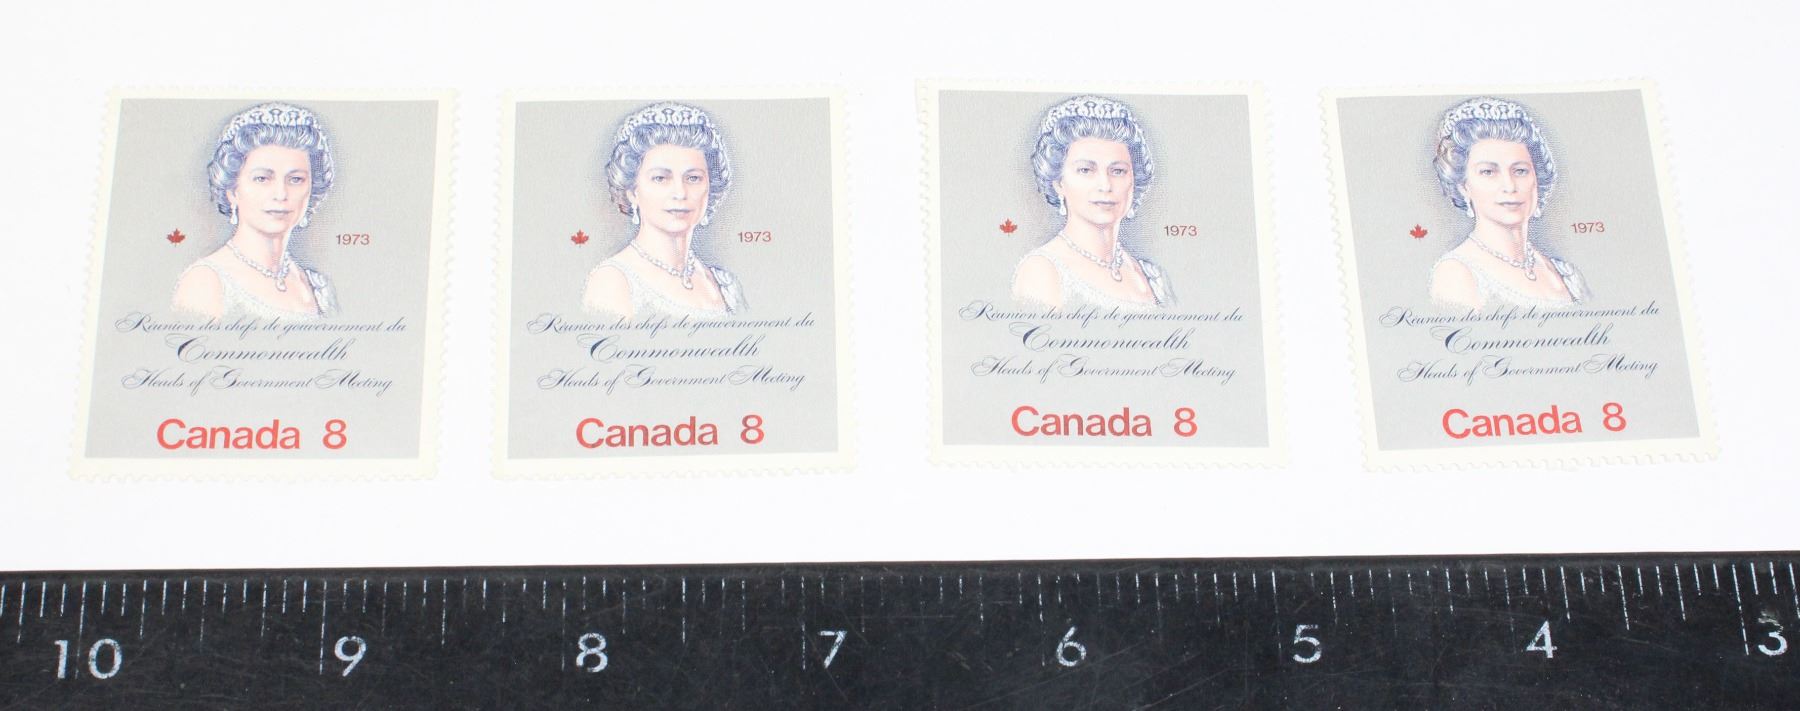 1973
Réunion des chefs de gouvernement du
Commonwealth
Heads of Government Meeting
Canada 8
1973
Réunion des chefs de gouvernement du
Commonwealth
Heads of Government Meeting
Canada 8
1973
Réunion des chefs de gouvernement du
Commonwealth
Heads of Government Meeting
Canada 8
1973
Réunion des chefs de gouvernement du
Commonwealth
Heads of Government Meeting
Canada 8
10 9 8 7 6 5 4 3